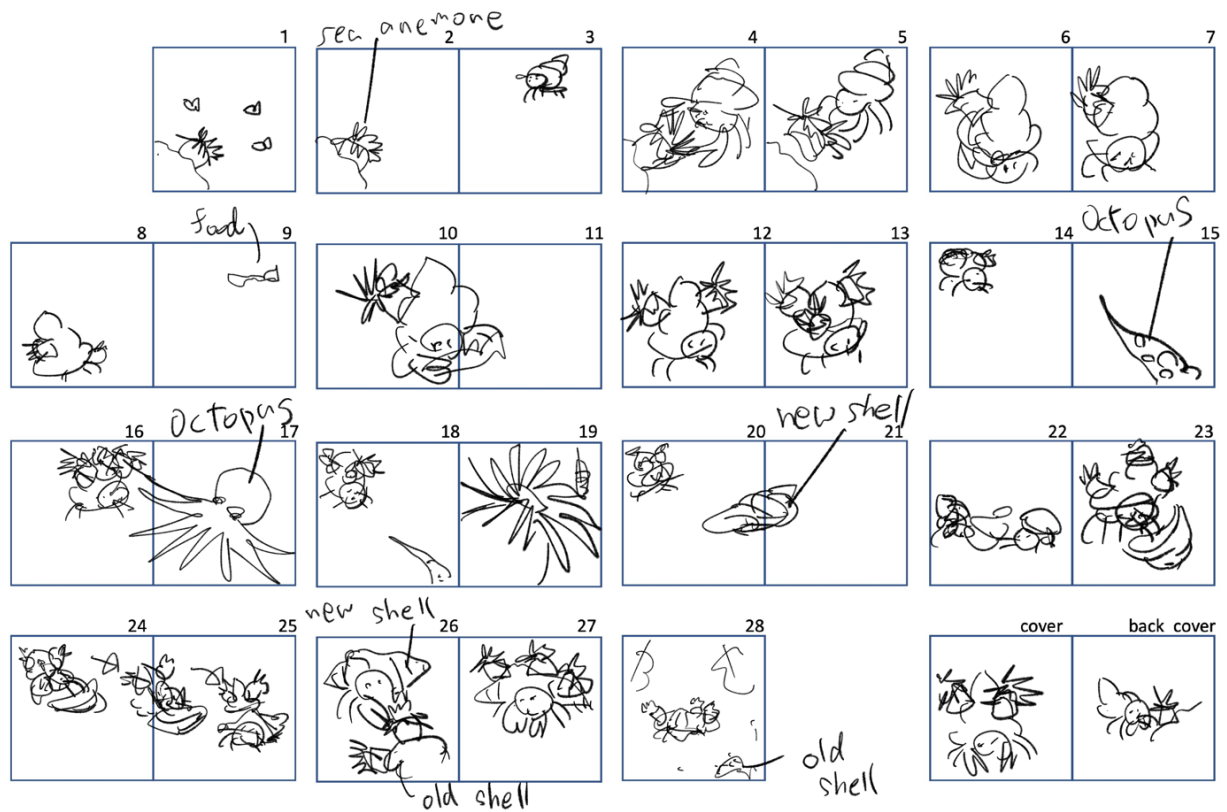 1
sea anemone
2
3
4
5
6
7
8
food
9
10
11
12
13
14
octopus
15
16
octopus
17
18
19
20
new shell
21
22
23
24
25
new shell
26
old shell
27
28
old
shell
cover
back cover